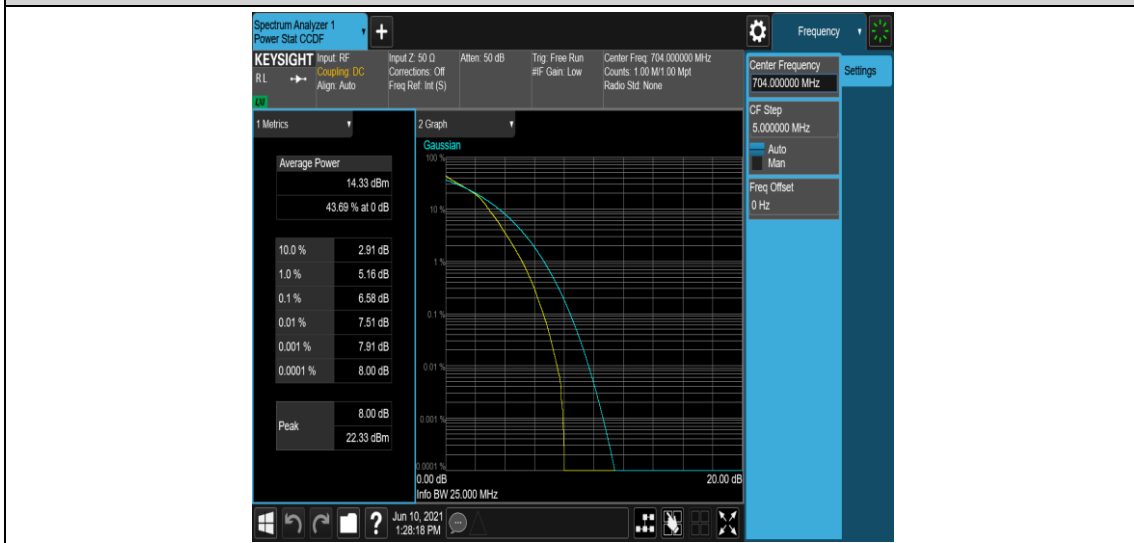 Spectrum Analyzer 1
Power Stat CCDF
+
Frequency
KEYSIGHT
RL
LXI
Input: RF
Coupling: DC
Align: Auto
Input Z: 50 Ω
Corrections: Off
Freq Ref: Int (S)
Atten: 50 dB
Trig: Free Run
#IF Gain: Low
Center Freq: 704.000000 MHz
Counts: 1.00 M/1.00 Mpt
Radio Std: None
Center Frequency
704.000000 MHz
Settings
CF Step
5.000000 MHz
Auto
Man
Freq Offset
0 Hz
1 Metrics
Average Power
14.33 dBm
43.69 % at 0 dB
10.0 % 2.91 dB
1.0 % 5.16 dB
0.1 % 6.58 dB
0.01 % 7.51 dB
0.001 % 7.91 dB
0.0001 % 8.00 dB
Peak
8.00 dB
22.33 dBm
2 Graph
Gaussian
100 %
10 %
1 %
0.1 %
0.01 %
0.001 %
0.0001 %
0.00 dB 20.00 dB
Info BW 25.000 MHz
?
Jun 10, 2021
1:28:18 PM